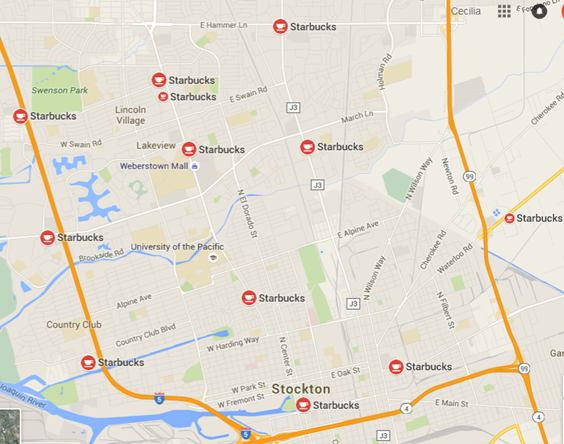 Cecilia
E Hammer Ln
Starbucks
Holman Rd
Starbucks
Starbucks
Swenson Park
E Swain Rd
Lincoln
Village
J3
Cherokee Rd
Starbucks
March Ln
W Swain Rd
Lakeview
Starbucks
Starbucks
Weberstown Mall
99
J3
N Wilson Way
Newton Rd
N El Dorado St
Starbucks
Starbucks
E Alpine Ave
University of the Pacific
Brookside Rd
Cherokee Rd
Waterloo Rd
N Wilson Way
Alpine Ave
Starbucks
J3
N Filbert St
Country Club
Country Club Blvd
W Harding Way
N Center St
Starbucks
E Oak St
Starbucks
99
W Park St
Stockton
W Fremont St
5
Joaquin River
Starbucks
4
E Main St
4
5
J3